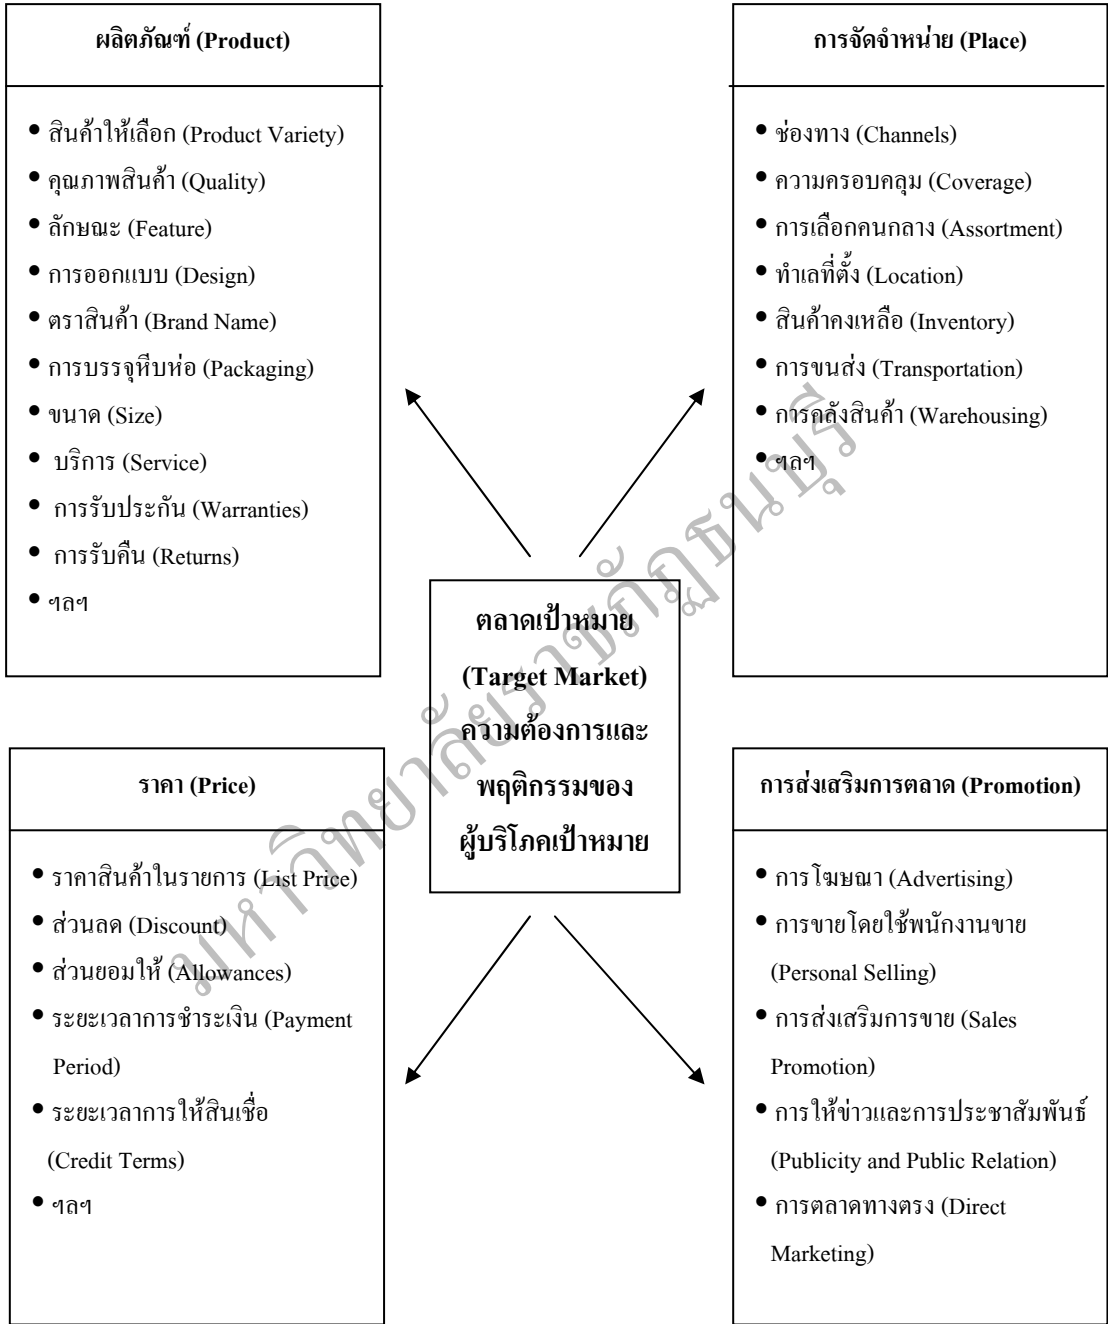 ผลิตภัณฑ์ (Product)
• สินค้าให้เลือก (Product Variety)
• คุณภาพสินค้า (Quality)
• ลักษณะ (Feature)
• การออกแบบ (Design)
• ตราสินค้า (Brand Name)
• การบรรจุหีบห่อ (Packaging)
• ขนาด (Size)
• บริการ (Service)
• การรับประกัน (Warranties)
• การรับคืน (Returns)
• ฯลฯ
การจัดจำหน่าย (Place)
• ช่องทาง (Channels)
• ความครอบคลุม (Coverage)
• การเลือกคนกลาง (Assortment)
• ทำเลที่ตั้ง (Location)
• สินค้าคงเหลือ (Inventory)
• การขนส่ง (Transportation)
• การคลังสินค้า (Warehousing)
• ฯลฯ
ตลาดเป้าหมาย
(Target Market)
ความต้องการและ
พฤติกรรมของ
ผู้บริโภคเป้าหมาย
ราคา (Price)
• ราคาสินค้าในรายการ (List Price)
• ส่วนลด (Discount)
• ส่วนยอมให้ (Allowances)
• ระยะเวลาการชำระเงิน (Payment
Period)
• ระยะเวลาการให้สินเชื่อ
(Credit Terms)
• ฯลฯ
การส่งเสริมการตลาด (Promotion)
• การโฆษณา (Advertising)
• การขายโดยใช้พนักงานขาย
(Personal Selling)
• การส่งเสริมการขาย (Sales
Promotion)
• การให้ข่าวและการประชาสัมพันธ์
(Publicity and Public Relation)
• การตลาดทางตรง (Direct
Marketing)
มหาวิทยาลัยราชภัฏธนบุรี